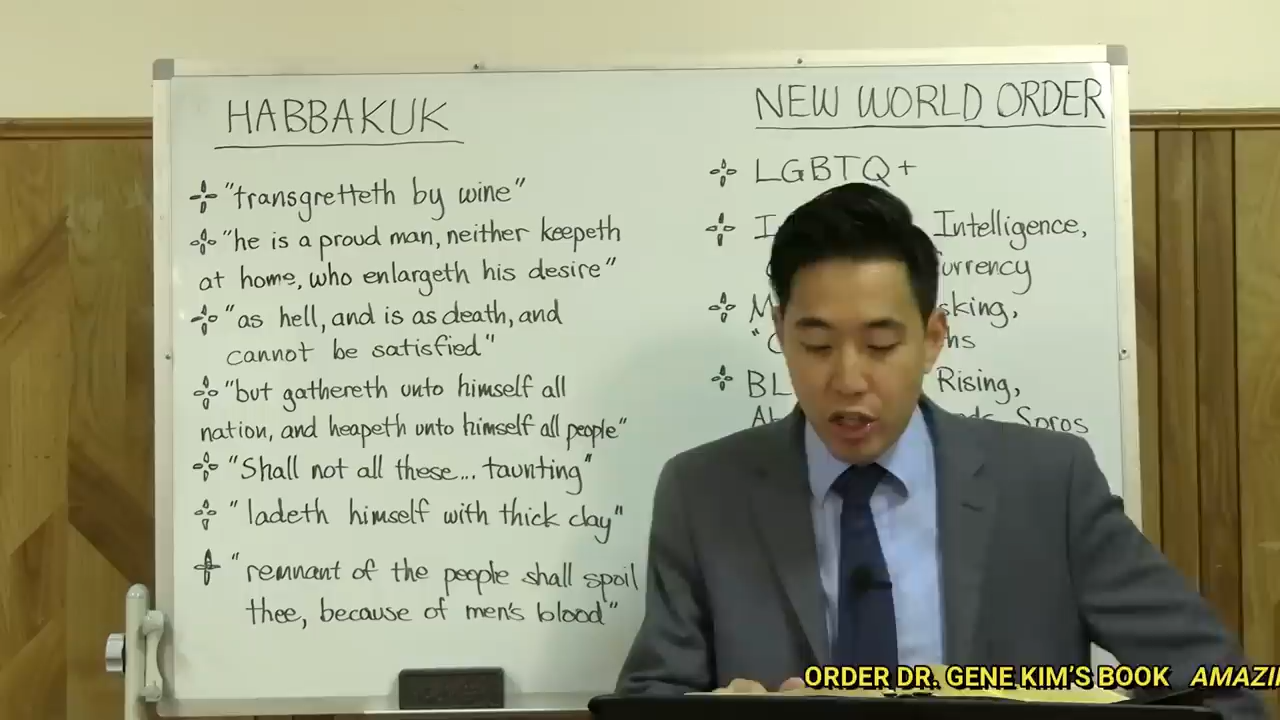 HABBAKUK
"transgretteth by wine"
"he is a proud man, neither keepeth
at home, who enlargeth his desire"
"as hell, and is as death, and
cannot be satisfied"
"but gathereth unto himself all
nation, and heapeth unto himself all people"
"Shall not all these... taunting"
"ladeth himself with thick clay"
"remnant of the people shall spoil
thee, because of men's blood"
NEW WORLD ORDER
LGBTQ+
Intelligence,
BL Rising,
Soros
ORDER DR. GENE KIM'S BOOK